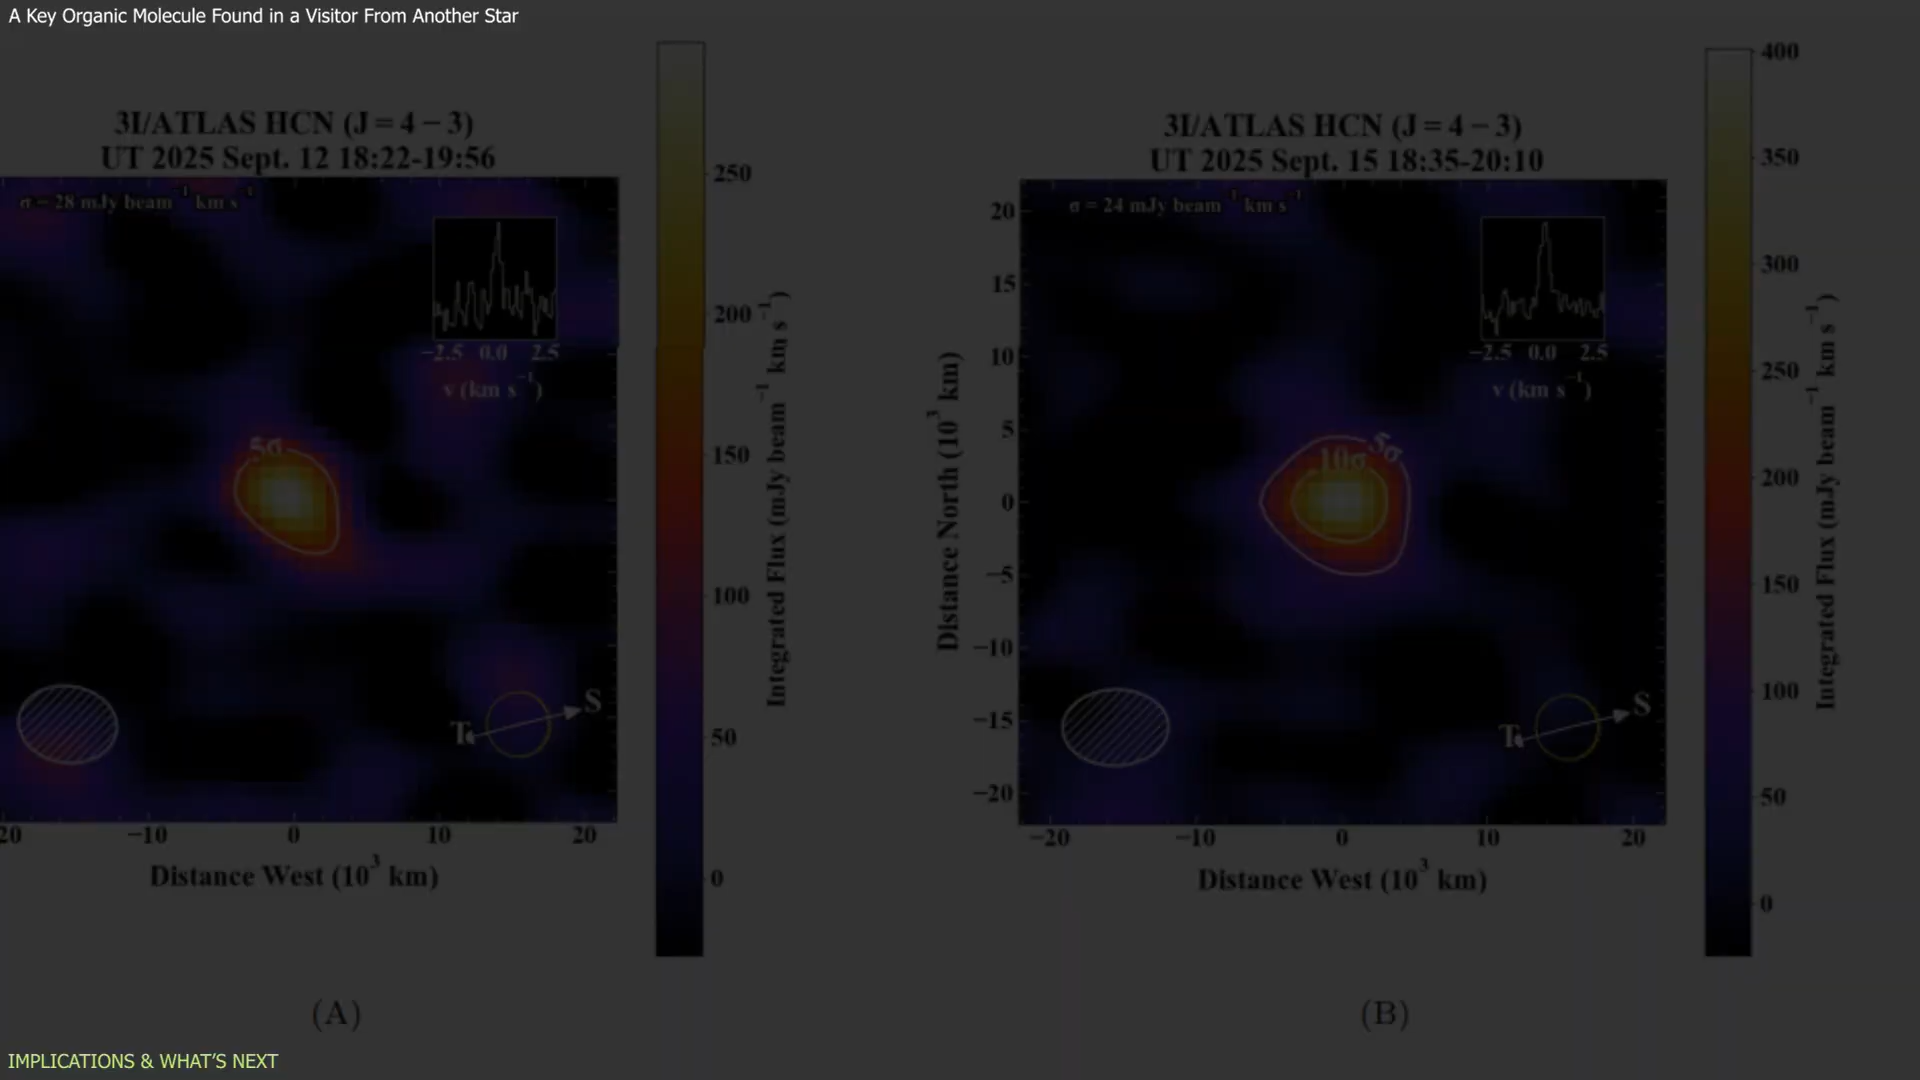 A Key Organic Molecule Found in a Visitor From Another Star
3I/ATLAS HCN (J = 4 − 3)
UT 2025 Sept. 12 18:22-19:56
σ = 28 mJy beam⁻¹ km s⁻¹
−2.5 0.0 2.5
v (km s⁻¹)
5σ
T
S
20 −10 0 10 20
Distance West (10³ km)
250
200
150
100
50
0
Integrated Flux (mJy beam⁻¹ km s⁻¹)
(A)
3I/ATLAS HCN (J = 4 − 3)
UT 2025 Sept. 15 18:35-20:10
σ = 24 mJy beam⁻¹ km s⁻¹
−2.5 0.0 2.5
v (km s⁻¹)
5σ
10σ
T
S
20
15
10
5
0
−5
−10
−15
−20
Distance North (10³ km)
−20 −10 0 10 20
Distance West (10³ km)
400
350
300
250
200
150
100
50
0
Integrated Flux (mJy beam⁻¹ km s⁻¹)
(B)
IMPLICATIONS & WHAT'S NEXT